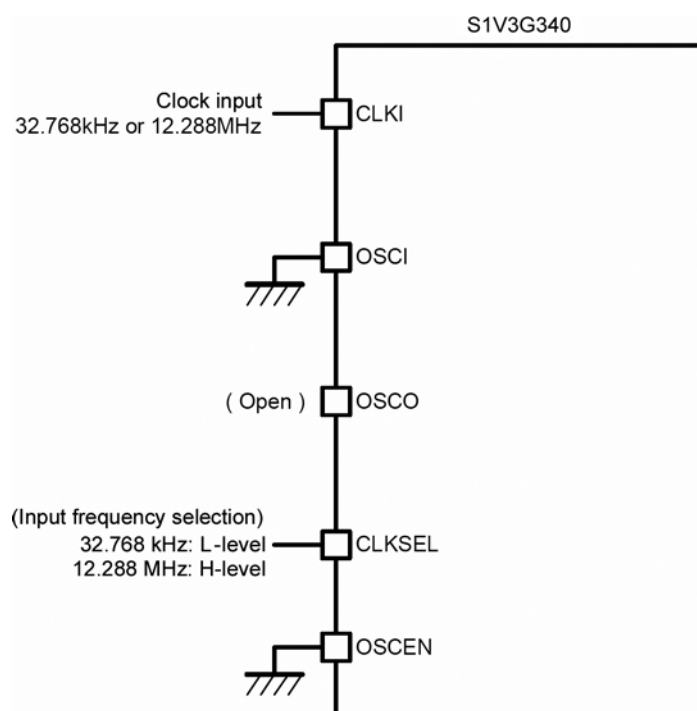 S1V3G340
Clock input
32.768kHz or 12.288MHz
CLKI
OSCI
( Open )
OSCO
(Input frequency selection)
32.768 kHz: L-level
12.288 MHz: H-level
CLKSEL
OSCEN